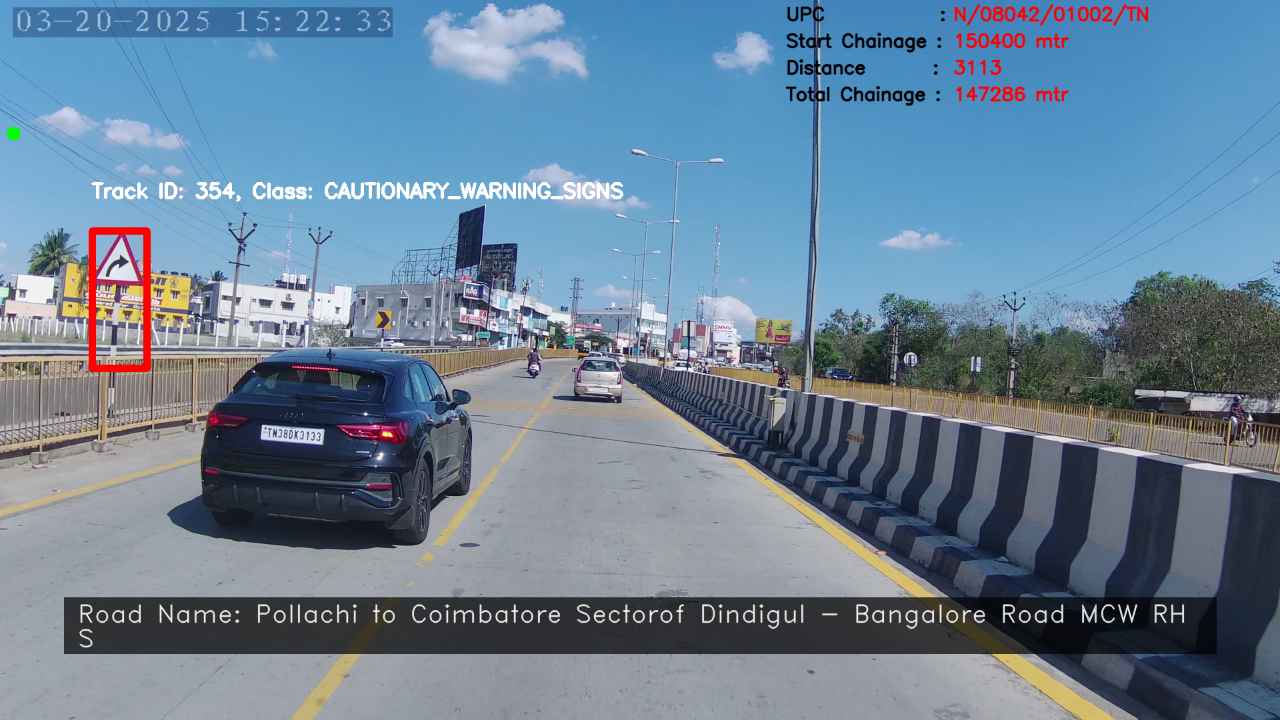 03-20-2025 15:22:33
UPC : N/08042/01002/TN
Start Chainage : 150400 mtr
Distance : 3113
Total Chainage : 147286 mtr
Track ID: 354, Class: CAUTIONARY_WARNING_SIGNS
TN38DK3133
Road Name: Pollachi to Coimbatore Sectorof Dindigul - Bangalore Road MCW RH
S